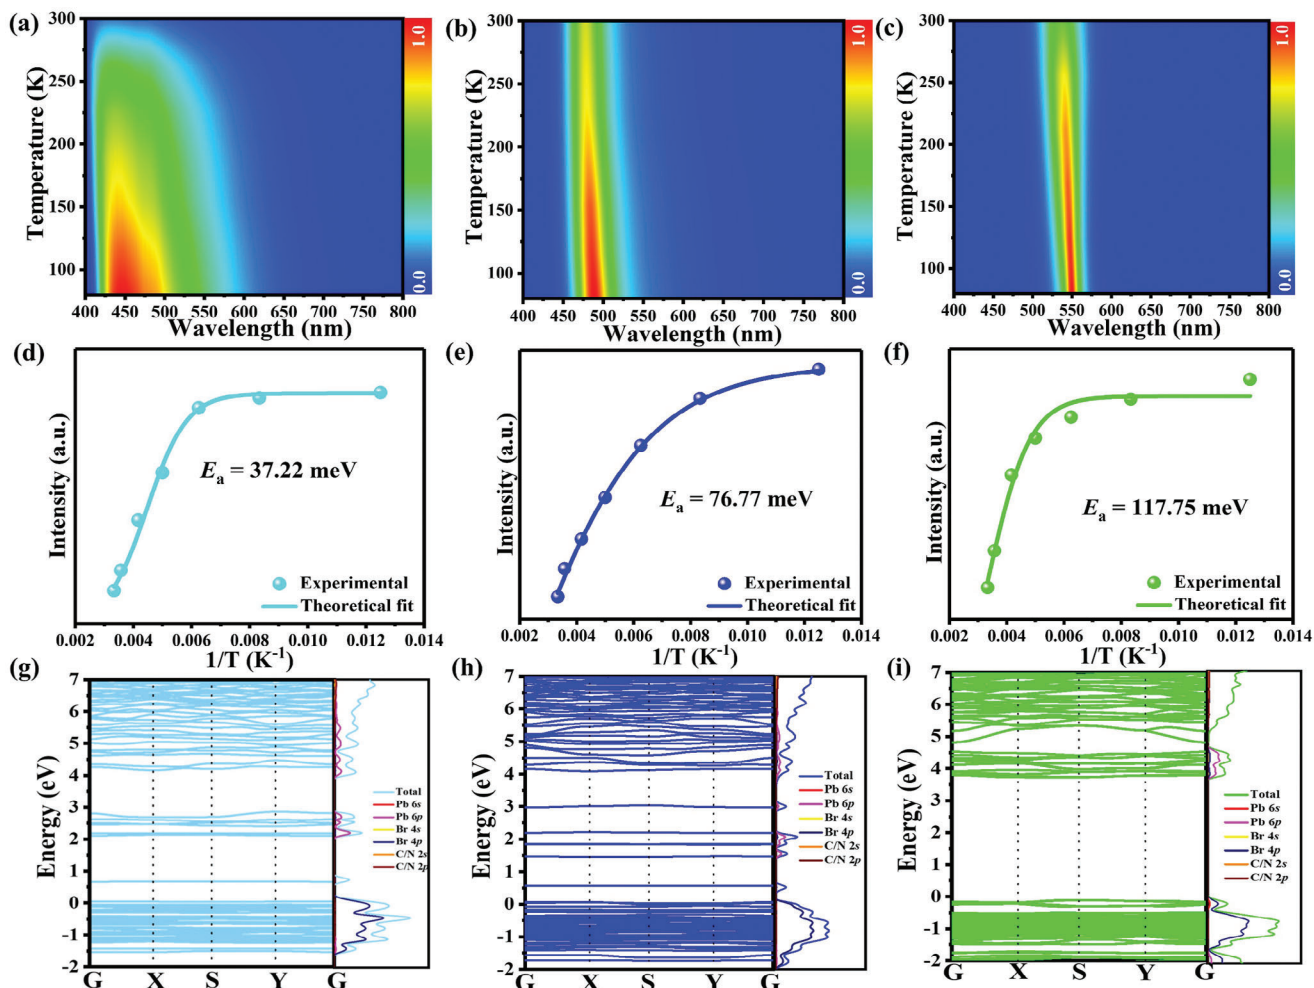 (a)
300
250
200
150
100
Temperature (K)
400 450 500 550 600 650 700 750 800
Wavelength (nm)
1.0
0.0
(b)
300
250
200
150
100
Temperature (K)
400 450 500 550 600 650 700 750 800
Wavelength (nm)
1.0
0.0
(c)
300
250
200
150
100
Temperature (K)
400 450 500 550 600 650 700 750 800
Wavelength (nm)
1.0
0.0
(d)
Intensity (a.u.)
Ea = 37.22 meV
Experimental
Theoretical fit
0.002 0.004 0.006 0.008 0.010 0.012 0.014
1/T (K-1)
(e)
Intensity (a.u.)
Ea = 76.77 meV
Experimental
Theoretical fit
0.002 0.004 0.006 0.008 0.010 0.012 0.014
1/T (K-1)
(f)
Intensity (a.u.)
Ea = 117.75 meV
Experimental
Theoretical fit
0.002 0.004 0.006 0.008 0.010 0.012 0.014
1/T (K-1)
(g)
7
6
5
4
3
2
1
0
-1
-2
Energy (eV)
Total
Pb 6s
Pb 6p
Br 4s
Br 4p
C/N 2s
C/N 2p
G X S Y G
(h)
7
6
5
4
3
2
1
0
-1
-2
Energy (eV)
Total
Pb 6s
Pb 6p
Br 4s
Br 4p
C/N 2s
C/N 2p
G X S Y G
(i)
7
6
5
4
3
2
1
0
-1
-2
Energy (eV)
Total
Pb 6s
Pb 6p
Br 4s
Br 4p
C/N 2s
C/N 2p
G X S Y G